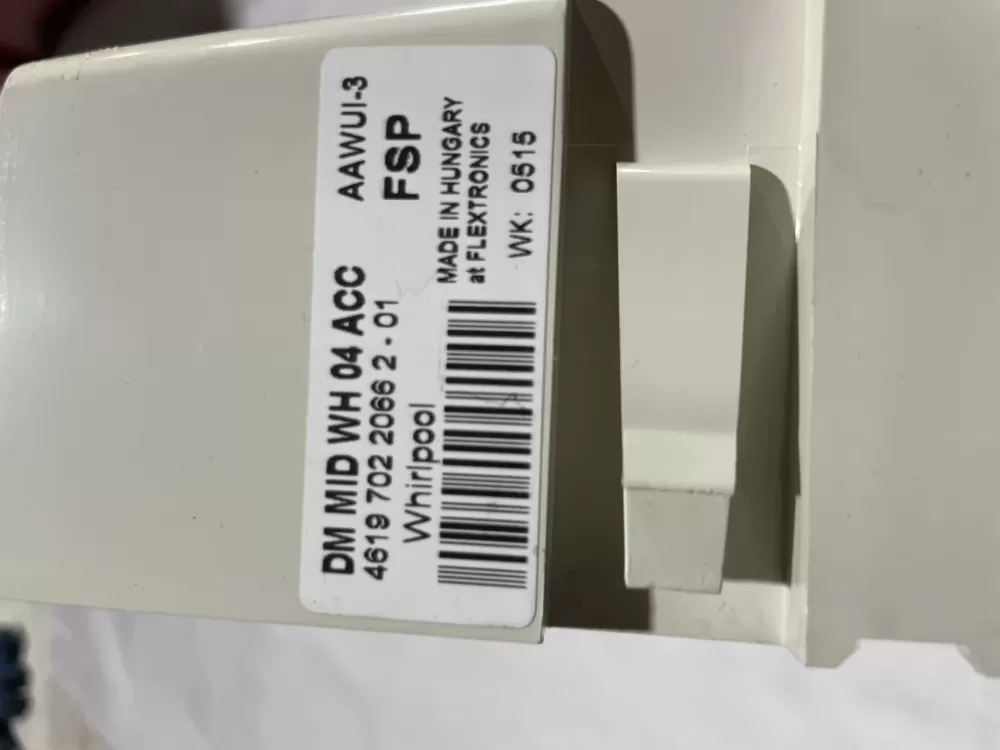 DM MID WH 04 ACC AAWUI-3
4619 702 2066 2 - 01 FSP
Whirlpool
MADE IN HUNGARY
at FLEXTRONICS
WK: 0515